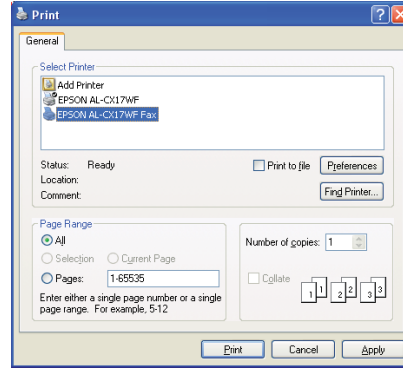 Print
General
Select Printer
Add Printer
EPSON AL-CX17WF
EPSON AL-CX17WF Fax
Status: Ready
Location:
Comment:
Print to file
Preferences
Find Printer...
Page Range
All
Selection
Current Page
Pages: 1-65535
Enter either a single page number or a single
page range. For example, 5-12
Number of copies: 1
Collate
1 1 2 2 3 3
Print
Cancel
Apply